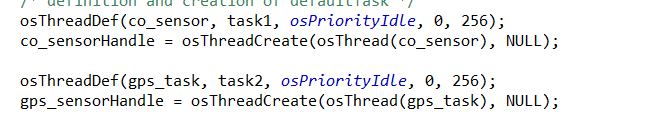 /* definition and creation of defaultTask */
osThreadDef(co_sensor, task1, osPriorityIdle, 0, 256);
co_sensorHandle = osThreadCreate(osThread(co_sensor), NULL);
osThreadDef(gps_task, task2, osPriorityIdle, 0, 256);
gps_sensorHandle = osThreadCreate(osThread(gps_task), NULL);